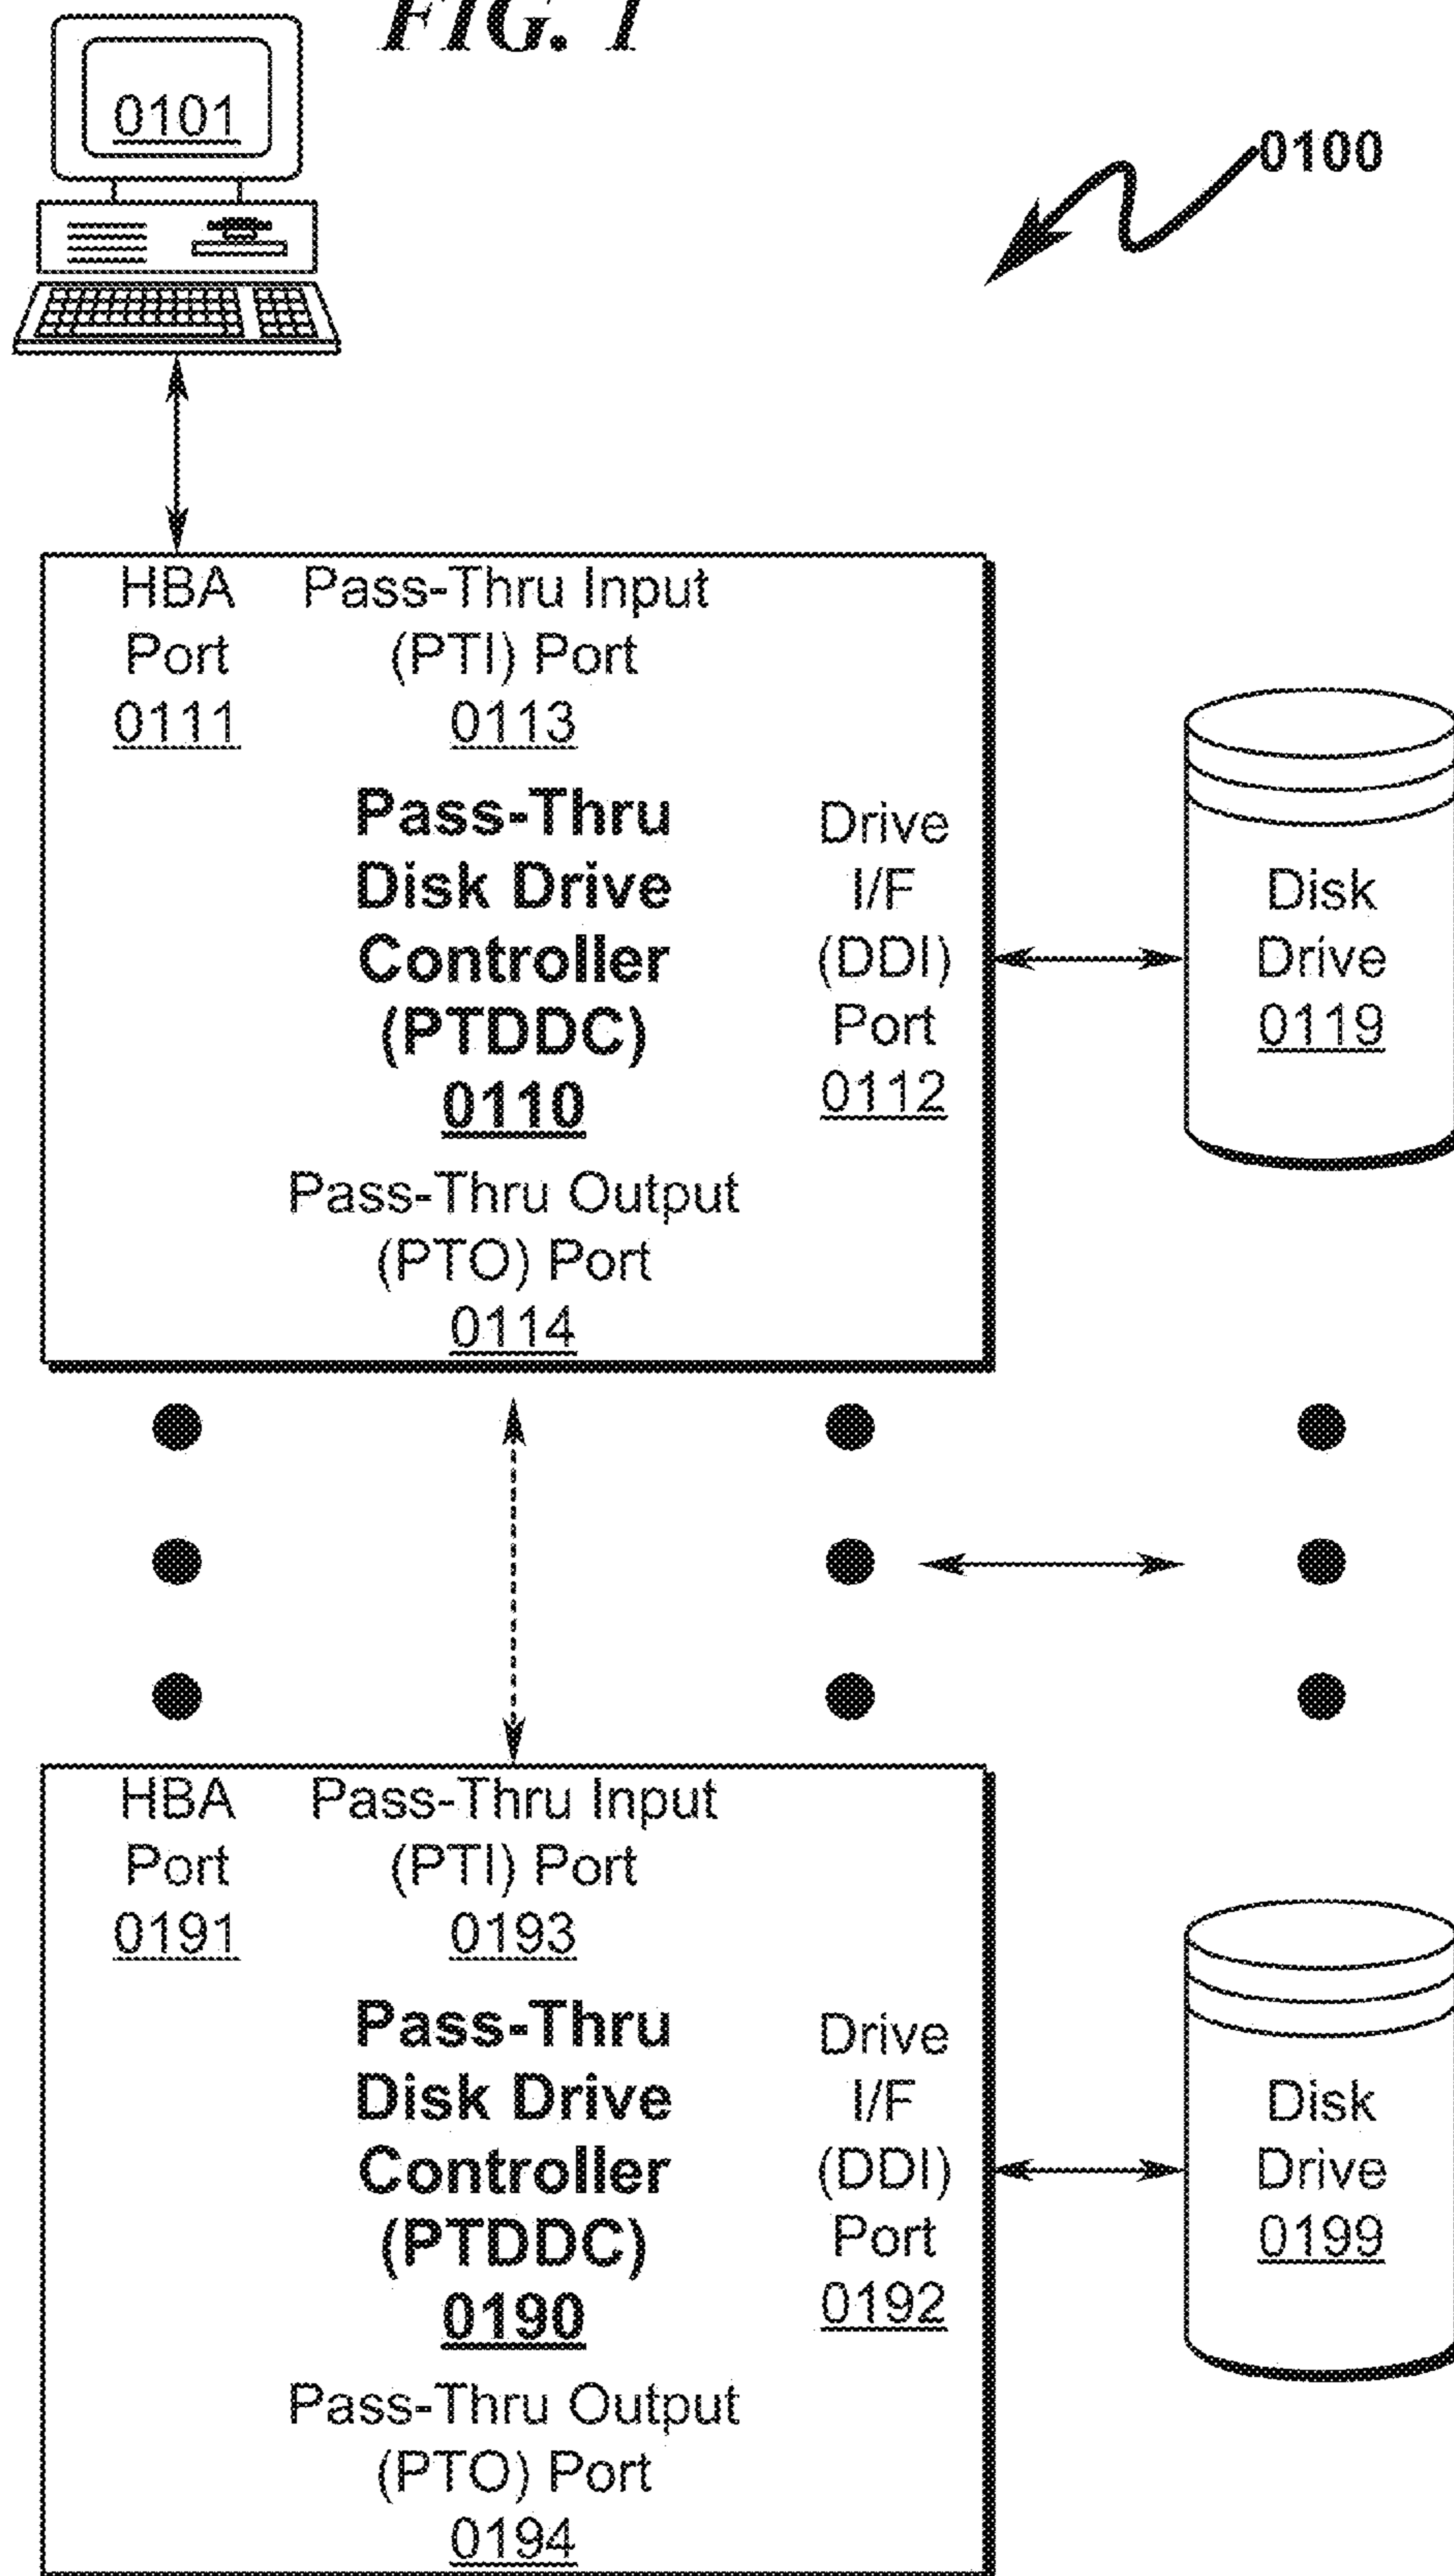 FIG. 1
0101
0100
HBA
Port
0111
Pass-Thru Input
(PTI) Port
0113
Pass-Thru
Disk Drive
Controller
(PTDDC)
0110
Drive
I/F
(DDI)
Port
0112
Disk
Drive
0119
Pass-Thru Output
(PTO) Port
0114
HBA
Port
0191
Pass-Thru Input
(PTI) Port
0193
Pass-Thru
Disk Drive
Controller
(PTDDC)
0190
Drive
I/F
(DDI)
Port
0192
Disk
Drive
0199
Pass-Thru Output
(PTO) Port
0194